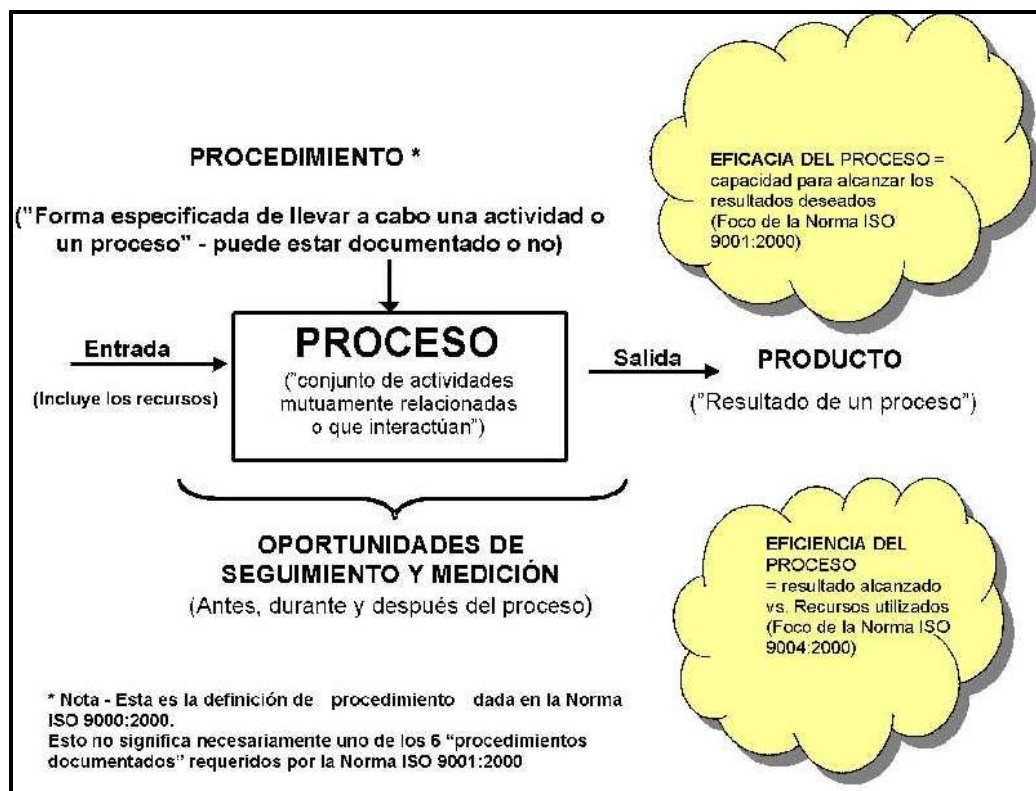 PROCEDIMIENTO *
("Forma especificada de llevar a cabo una actividad o
un proceso" - puede estar documentado o no)
Entrada
(Incluye los recursos)
PROCESO
("conjunto de actividades
mutuamente relacionadas
o que interactúan")
Salida
PRODUCTO
("Resultado de un proceso")
OPORTUNIDADES DE
SEGUIMIENTO Y MEDICIÓN
(Antes, durante y después del proceso)
EFICACIA DEL PROCESO =
capacidad para alcanzar los
resultados deseados
(Foco de la Norma ISO
9001:2000)
EFICIENCIA DEL
PROCESO
= resultado alcanzado
vs. Recursos utilizados
(Foco de la Norma ISO
9004:2000)
* Nota - Esta es la definición de procedimiento dada en la Norma
ISO 9000:2000.
Esto no significa necesariamente uno de los 6 "procedimientos
documentados" requeridos por la Norma ISO 9001:2000